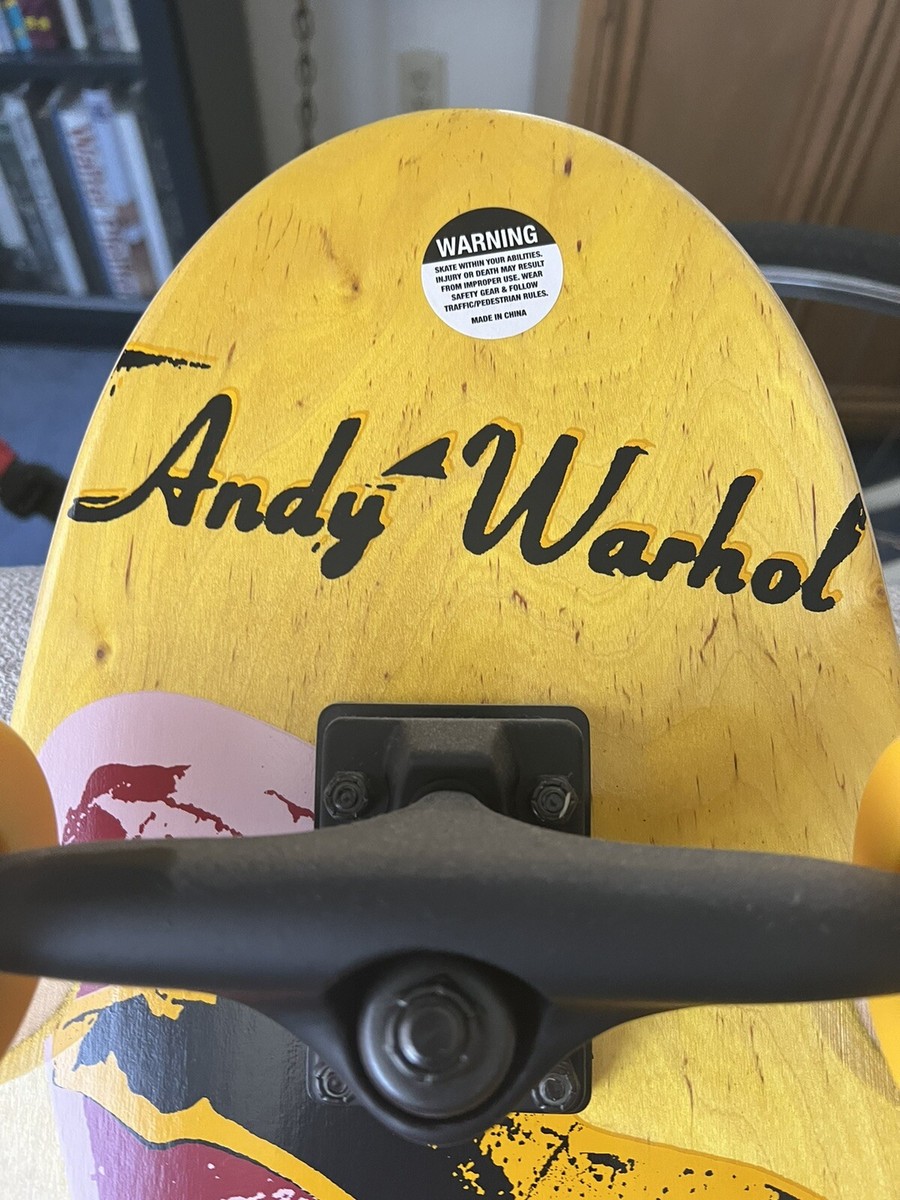 WARNING
SKATE WITHIN YOUR ABILITIES.
INJURY OR DEATH MAY RESULT
FROM IMPROPER USE. WEAR
SAFETY GEAR & FOLLOW
TRAFFIC/PEDESTRIAN RULES.
MADE IN CHINA
Andy Warhol